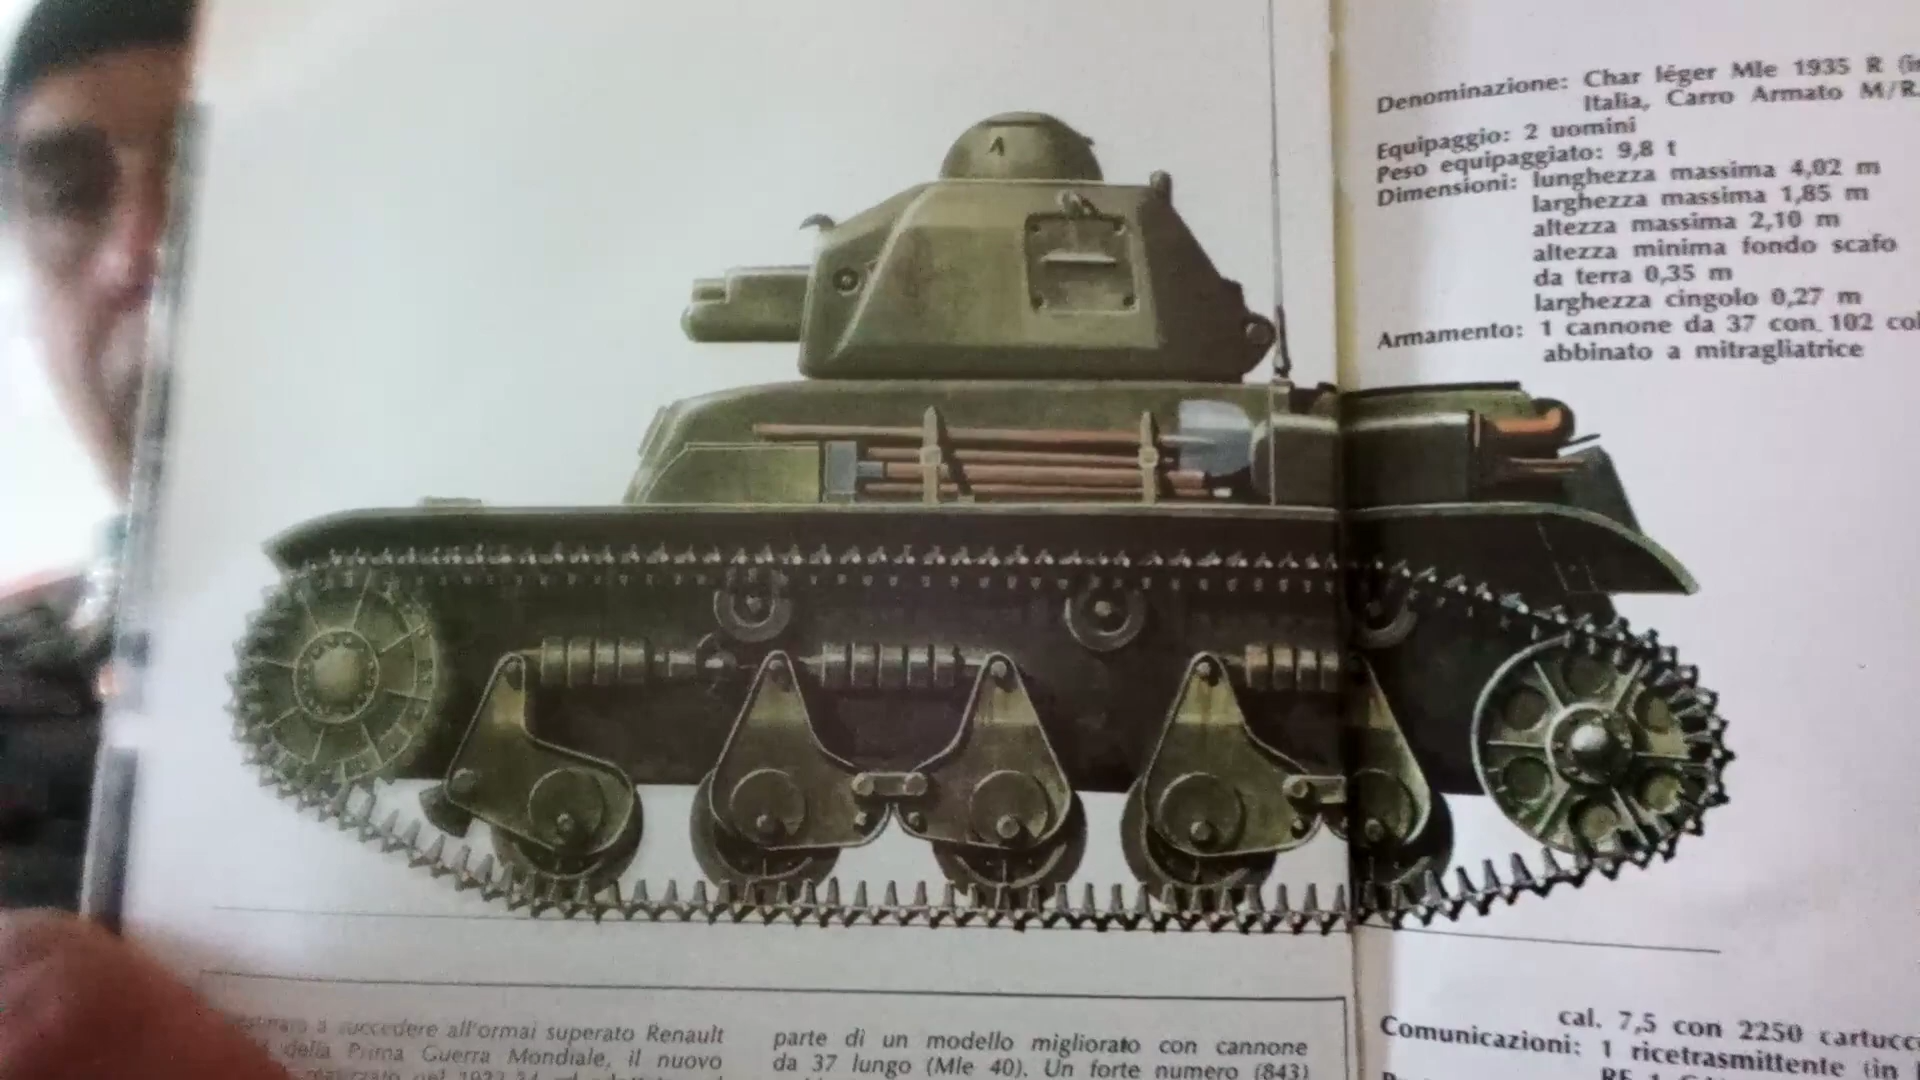 A
Denominazione: Char léger Mle 1935 R
Italia, Carro Armato M/R.
Equipaggio: 2 uomini
Peso equipaggiato: 9,8 t
Dimensioni: lunghezza massima 4,02 m
larghezza massima 1,85 m
altezza massima 2,10 m
altezza minima fondo scafo
da terra 0,35 m
larghezza cingolo 0,27 m
Armamento: 1 cannone da 37 con 102
abbinato a mitragliatrice
cal. 7,5 con 2250
Comunicazioni: 1 ricetrasmittente (in
a succedere all'ormai superato Renault
della Prima Guerra Mondiale, il nuovo
parte di un modello migliorato con cannone
da 37 lungo (Mle 40). Un forte numero (843)